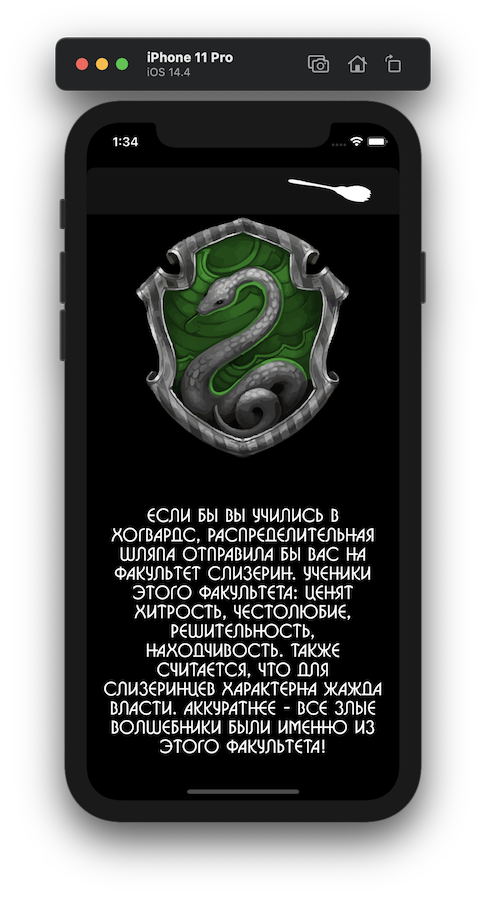 iPhone 11 Pro
iOS 14.4
1:34
ЕСЛИ БЫ ВЫ УЧИЛИСЬ В
ХОГВАРДС, РАСПРЕДЕЛИТЕЛЬНАЯ
ШЛЯПА ОТПРАВИЛА БЫ ВАС НА
ФАКУЛЬТЕТ СЛИЗЕРИН. УЧЕНИКИ
ЭТОГО ФАКУЛЬТЕТА: ЦЕНЯТ
ХИТРОСТЬ, ЧЕСТОЛЮБИЕ,
РЕШИТЕЛЬНОСТЬ,
НАХОДЧИВОСТЬ. ТАКЖЕ
СЧИТАЕТСЯ, ЧТО ДЛЯ
СЛИЗЕРИНЦЕВ ХАРАКТЕРНА ЖАЖДА
ВЛАСТИ. АККУРАТНЕЕ - ВСЕ ЗЛЫЕ
ВОЛШЕБНИКИ БЫЛИ ИМЕННО ИЗ
ЭТОГО ФАКУЛЬТЕТА!